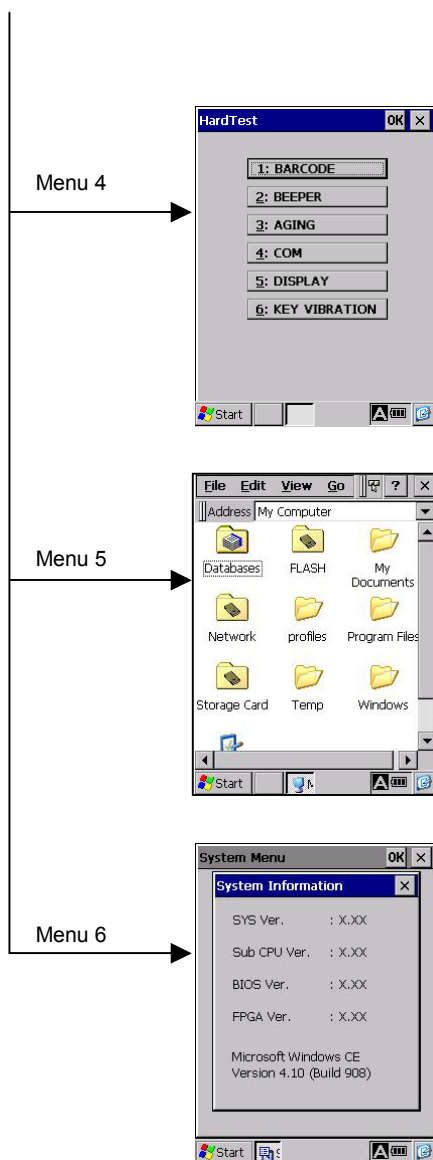 HardTest OK ×
Menu 4
1: BARCODE
2: BEEPER
3: AGING
4: COM
5: DISPLAY
6: KEY VIBRATION
Start A
File Edit View Go ? ×
Address My Computer
Menu 5
Databases FLASH My Documents
Network profiles Program Files
Storage Card Temp Windows
Start A
System Menu OK ×
System Information ×
Menu 6
SYS Ver. : X.XX
Sub CPU Ver. : X.XX
BIOS Ver. : X.XX
FPGA Ver. : X.XX
Microsoft Windows CE
Version 4.10 (Build 908)
Start A